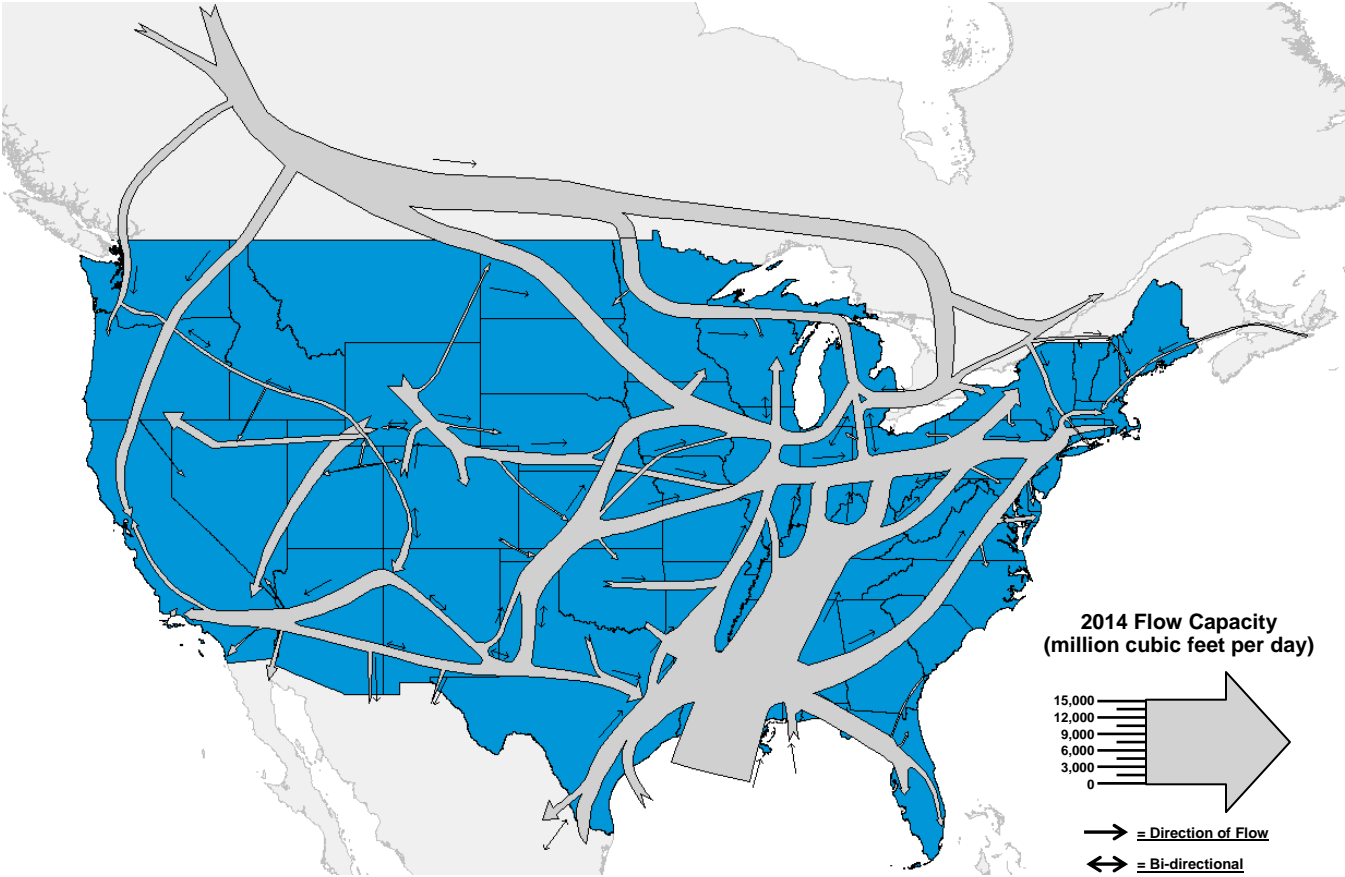 2014 Flow Capacity
(million cubic feet per day)
15,000
12,000
9,000
6,000
3,000
0
= Direction of Flow
= Bi-directional